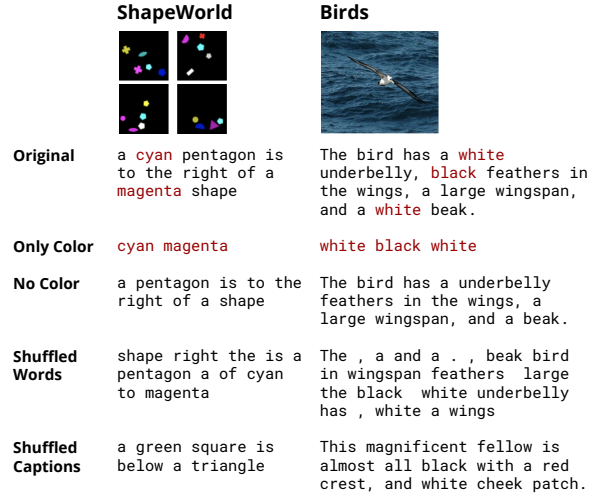 ShapeWorld Birds
Original
a cyan pentagon is
to the right of a
magenta shape
The bird has a white
underbelly, black feathers in
the wings, a large wingspan,
and a white beak.
Only Color
cyan magenta
white black white
No Color
a pentagon is to the
right of a shape
The bird has a underbelly
feathers in the wings, a
large wingspan, and a beak.
Shuffled
Words
shape right the is a
pentagon a of cyan
to magenta
The , a and a . , beak bird
in wingspan feathers  large
the black  white underbelly
has , white a wings
Shuffled
Captions
a green square is
below a triangle
This magnificent fellow is
almost all black with a red
crest, and white cheek patch.